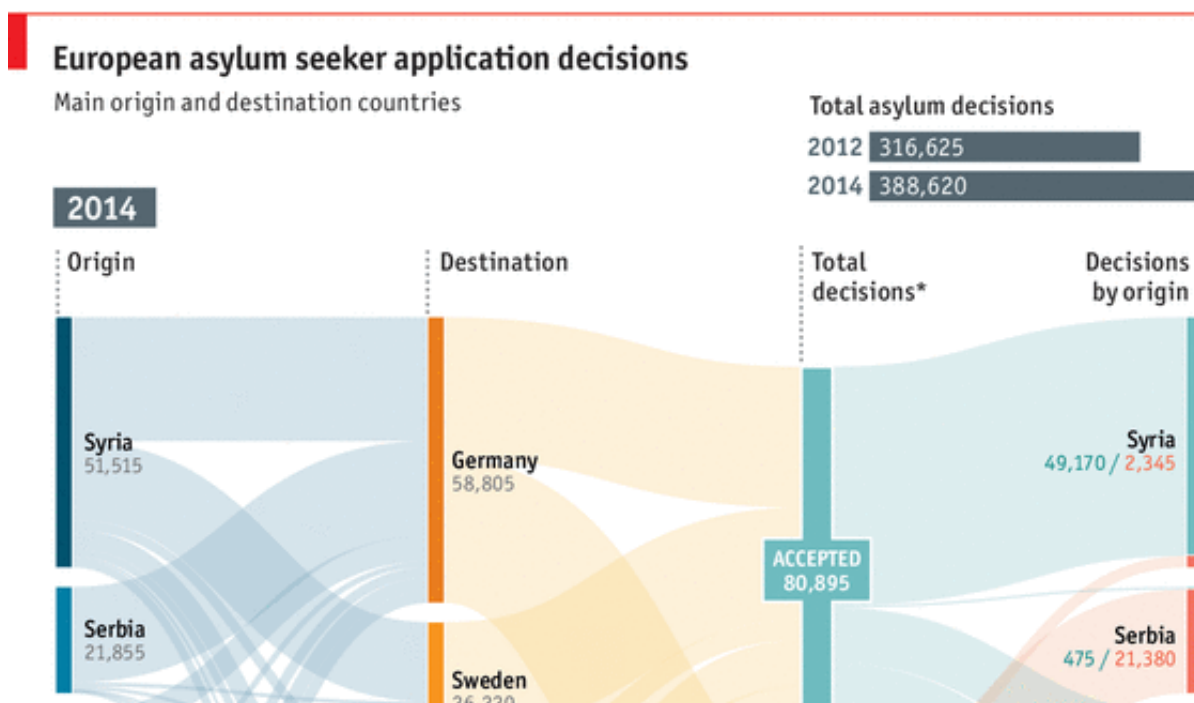 European asylum seeker application decisions
Main origin and destination countries
Total asylum decisions
2012 316,625
2014 388,620
2014
Origin
Destination
Total
decisions*
Decisions
by origin
Syria
51,515
Germany
58,805
Syria
49,170 / 2,345
ACCEPTED
80,895
Serbia
21,855
Serbia
475 / 21,380
Sweden